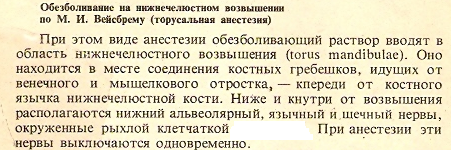 Обезболивание на нижнечелюстном возвышении
по М. И. Вейсбрему (торусальная анестезия)
При этом виде анестезии обезболивающий раствор вводят в
область нижнечелюстного возвышения (torus mandibulae). Оно
находится в месте соединения костных гребешков, идущих от
венечного и мыщелкового отростка, — кпереди от костного
язычка нижнечелюстной кости. Ниже и кнутри от возвышения
располагаются нижний альвеолярный, язычный и щечный нервы,
окруженные рыхлой клетчаткой При анестезии эти
нервы выключаются одновременно.